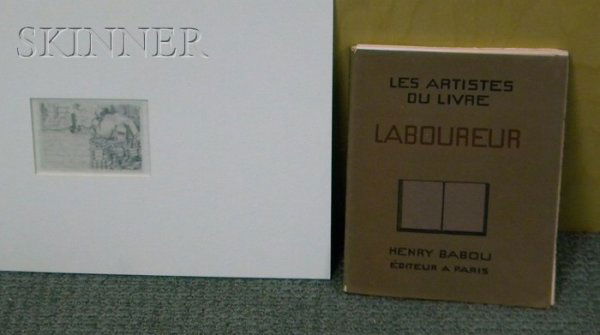 SKINNER
LES ARTISTES
DU LIVRE
LABOUREUR
HENRY BABOU
ÉDITEUR A PARIS